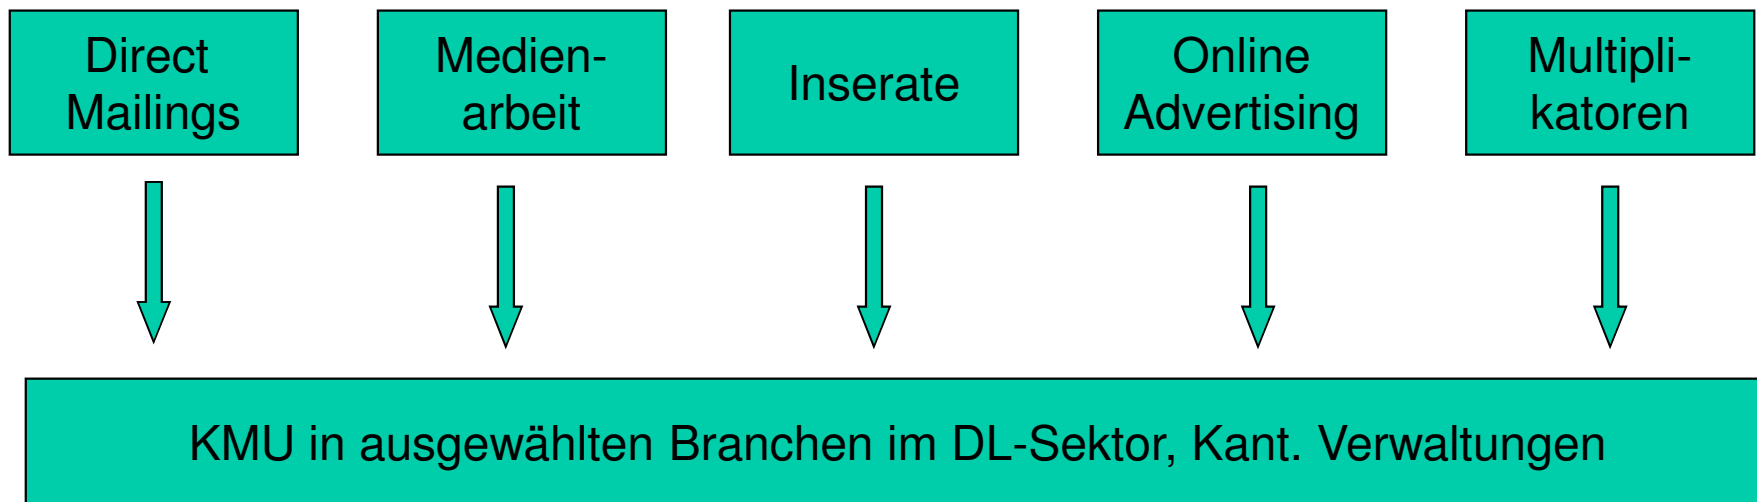 Direct
Mailings
Medien-
arbeit
Inserate
Online
Advertising
Multipli-
katoren
KMU in ausgewählten Branchen im DL-Sektor, Kant. Verwaltungen